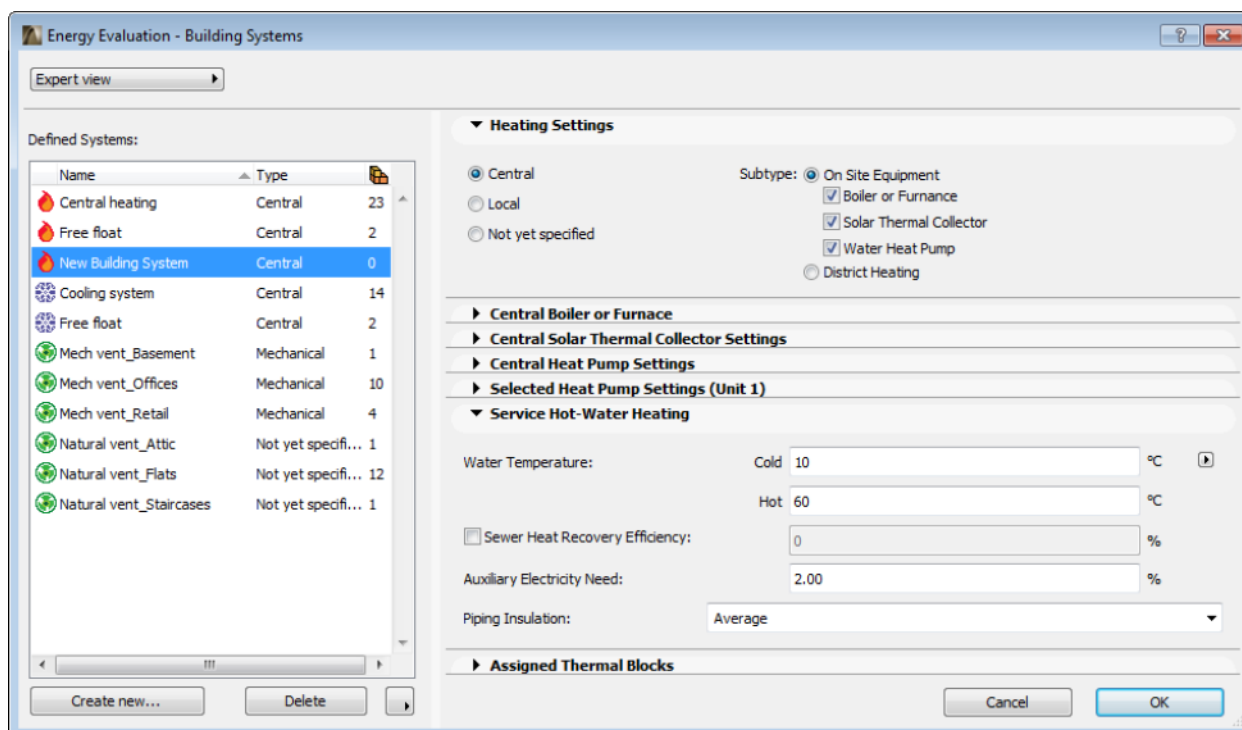 Energy Evaluation - Building Systems
Expert view
Defined Systems:
Name Type
Central heating Central 23
Free float Central 2
New Building System Central 0
Cooling system Central 14
Free float Central 2
Mech vent_Basement Mechanical 1
Mech vent_Offices Mechanical 10
Mech vent_Retail Mechanical 4
Natural vent_Attic Not yet specifi... 1
Natural vent_Flats Not yet specifi... 12
Natural vent_Staircases Not yet specifi... 1
Create new... Delete
Heating Settings
Central Subtype: On Site Equipment
Boiler or Furnance
Local
Solar Thermal Collector
Not yet specified
Water Heat Pump
District Heating
Central Boiler or Furnace
Central Solar Thermal Collector Settings
Central Heat Pump Settings
Selected Heat Pump Settings (Unit 1)
Service Hot-Water Heating
Water Temperature: Cold 10 °C
Hot 60 °C
Sewer Heat Recovery Efficiency: 0 %
Auxiliary Electricity Need: 2.00 %
Piping Insulation: Average
Assigned Thermal Blocks
Cancel OK